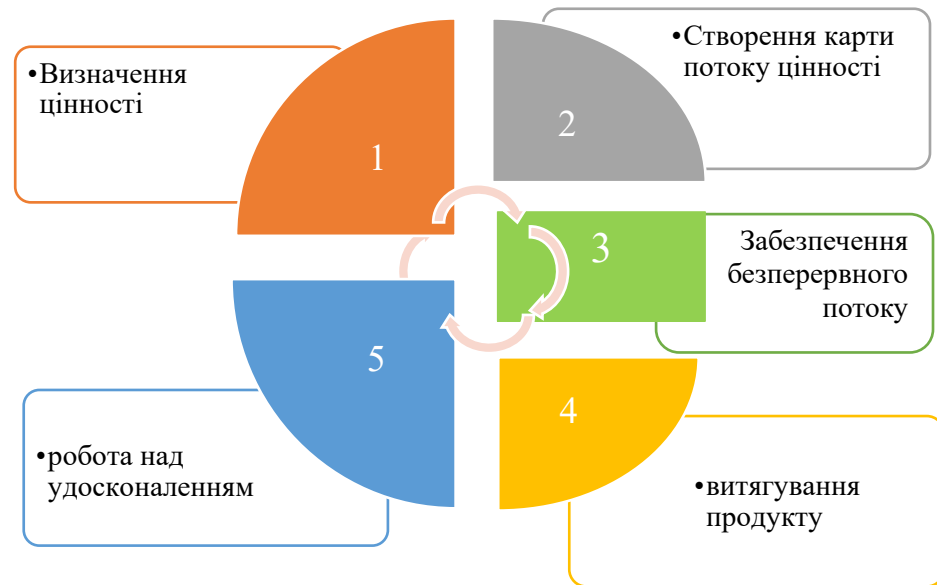 •Визначення
цінності
1
•Створення карти
потоку цінності
2
3
Забезпечення
безперервного
потоку
4
•витягування
продукту
5
•робота над
удосконаленням